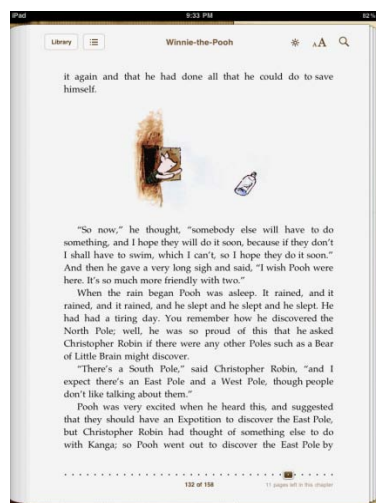 iPad 9:33 PM 82%
Library Winnie-the-Pooh AA
it again and that he had done all that he could do to save
himself.
"So now," he thought, "somebody else will have to do
something, and I hope they will do it soon, because if they don't
I shall have to swim, which I can't, so I hope they do it soon."
And then he gave a very long sigh and said, "I wish Pooh were
here. It's so much more friendly with two."
When the rain began Pooh was asleep. It rained, and it
rained, and it rained, and he slept and he slept and he slept. He
had had a tiring day. You remember how he discovered the
North Pole; well, he was so proud of this that he asked
Christopher Robin if there were any other Poles such as a Bear
of Little Brain might discover.
"There's a South Pole," said Christopher Robin, "and I
expect there's an East Pole and a West Pole, though people
don't like talking about them."
Pooh was very excited when he heard this, and suggested
that they should have an Expotition to discover the East Pole,
but Christopher Robin had thought of something else to do
with Kanga; so Pooh went out to discover the East Pole by
132 of 158 11 pages left in this chapter